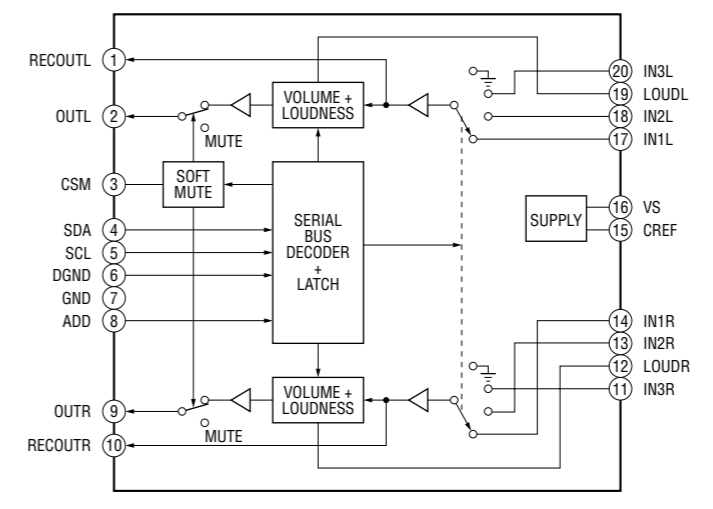 RECOUTL 1
OUTL 2
CSM 3
SDA 4
SCL 5
DGND 6
GND 7
ADD 8
OUTR 9
RECOUTR 10
VOLUME +
LOUDNESS
MUTE
SOFT
MUTE
SERIAL
BUS
DECODER
+
LATCH
VOLUME +
LOUDNESS
MUTE
SUPPLY
20 IN3L
19 LOUDL
18 IN2L
17 IN1L
16 VS
15 CREF
14 IN1R
13 IN2R
12 LOUDR
11 IN3R